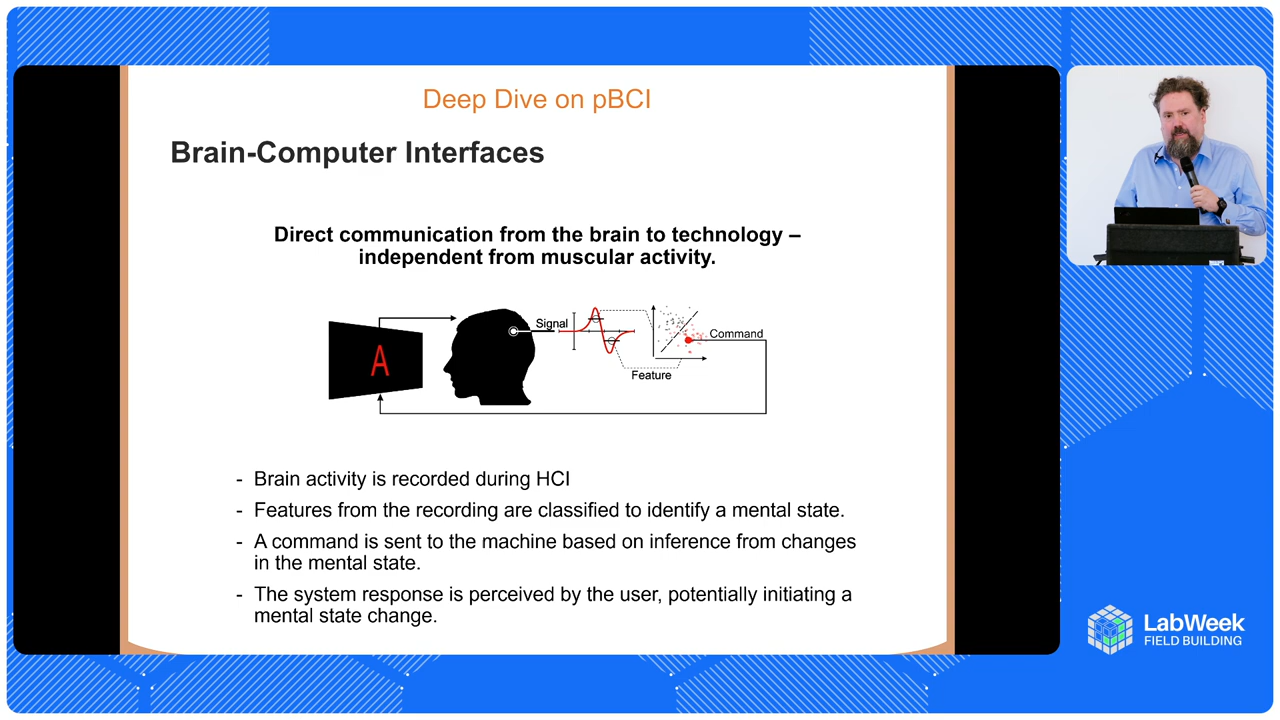 Deep Dive on pBCI
Brain-Computer Interfaces
Direct communication from the brain to technology –
independent from muscular activity.
A
Signal
Feature
Command
- Brain activity is recorded during HCI
- Features from the recording are classified to identify a mental state.
- A command is sent to the machine based on inference from changes
in the mental state.
- The system response is perceived by the user, potentially initiating a
mental state change.
LabWeek
FIELD BUILDING